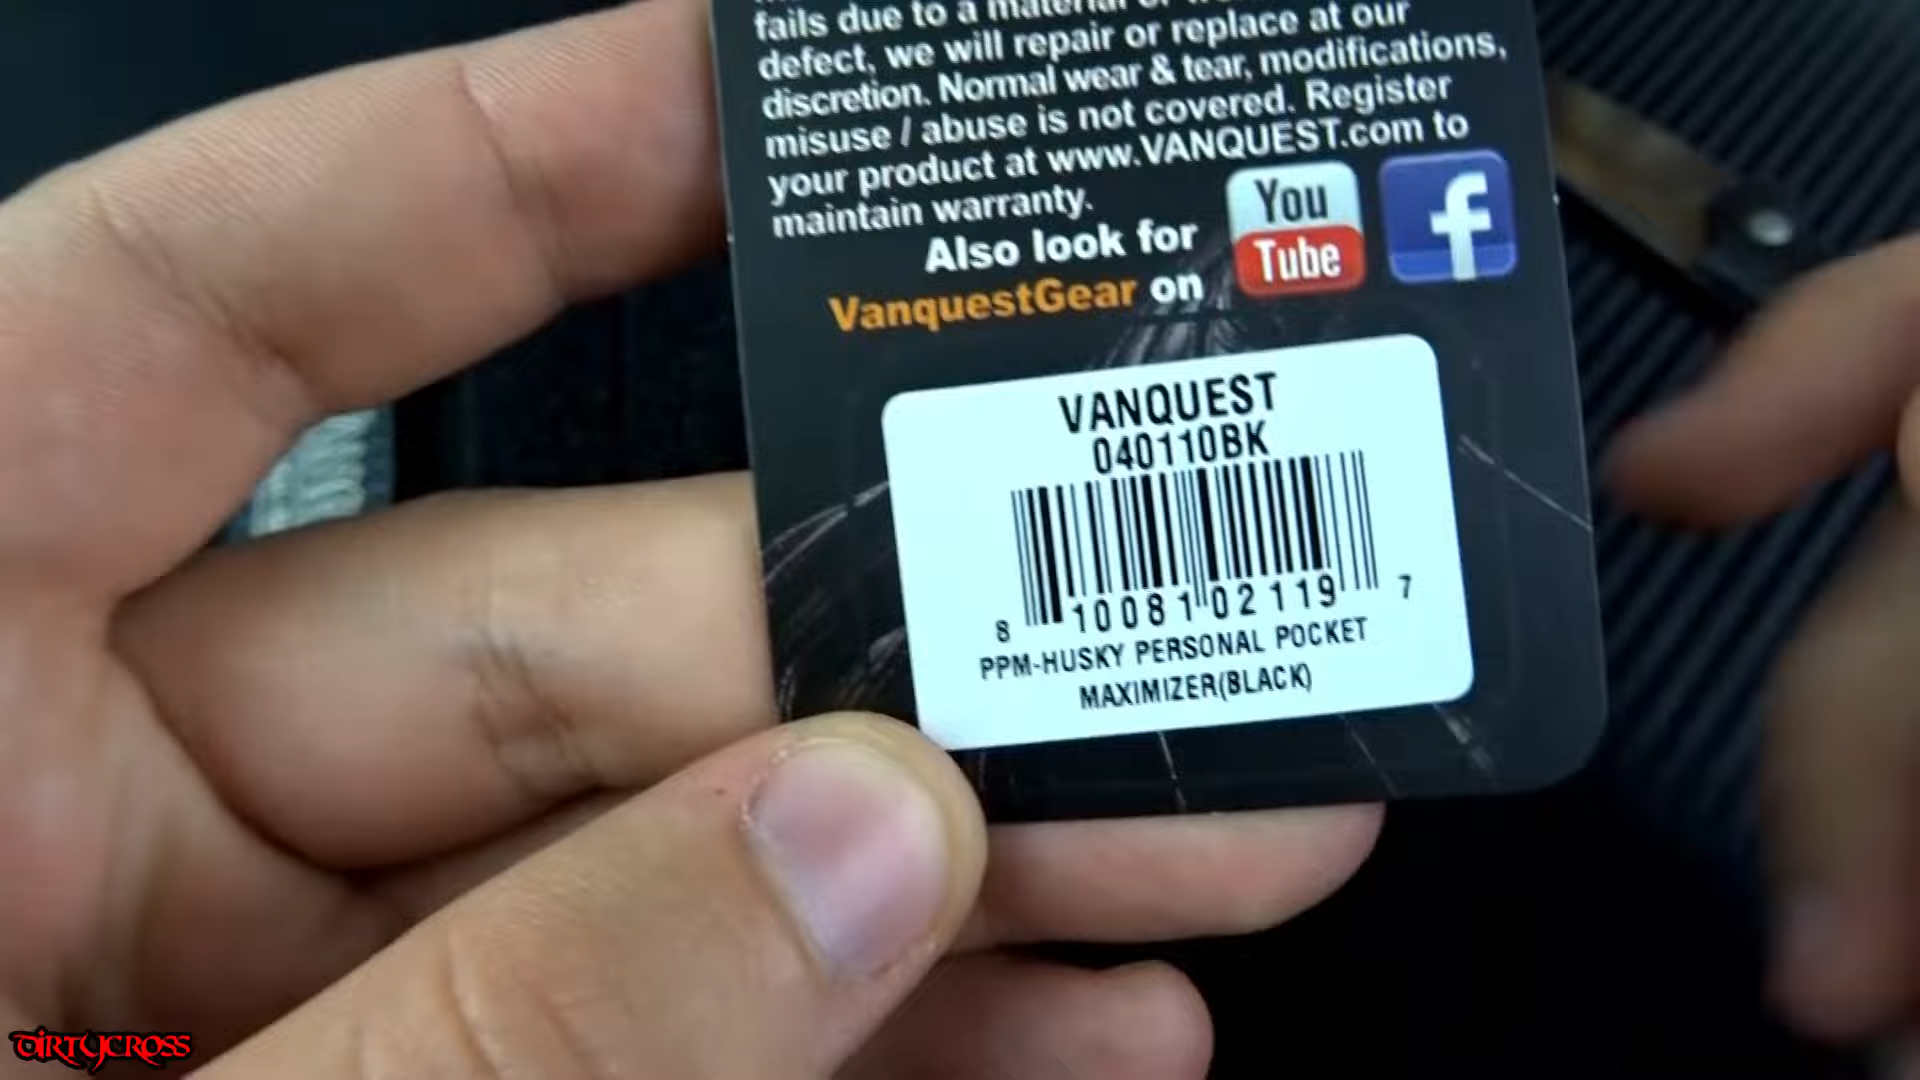 fails due to a material or
defect, we will repair or replace at our
discretion. Normal wear & tear, modifications,
misuse / abuse is not covered. Register
your product at www.VANQUEST.com to
maintain warranty.
Also look for
VanquestGear on
You
Tube
f
VANQUEST
040110BK
8 10081 02119 7
PPM-HUSKY PERSONAL POCKET
MAXIMIZER(BLACK)
DIRTYCROSS